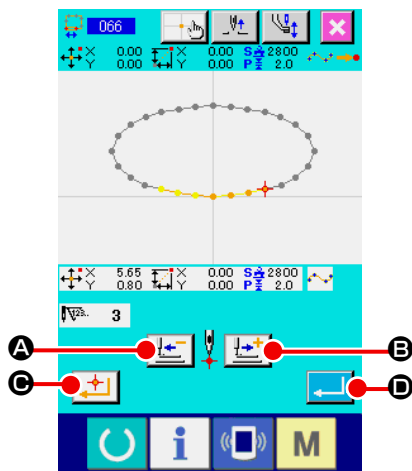 066
X 0.00 X 0.00 S 2800
Y 0.00 Y 0.00 P 2.0
X 5.65 X 0.00 S 2800
Y 0.80 Y 0.00 P 2.0
N123.. 3
A B
C D
i M